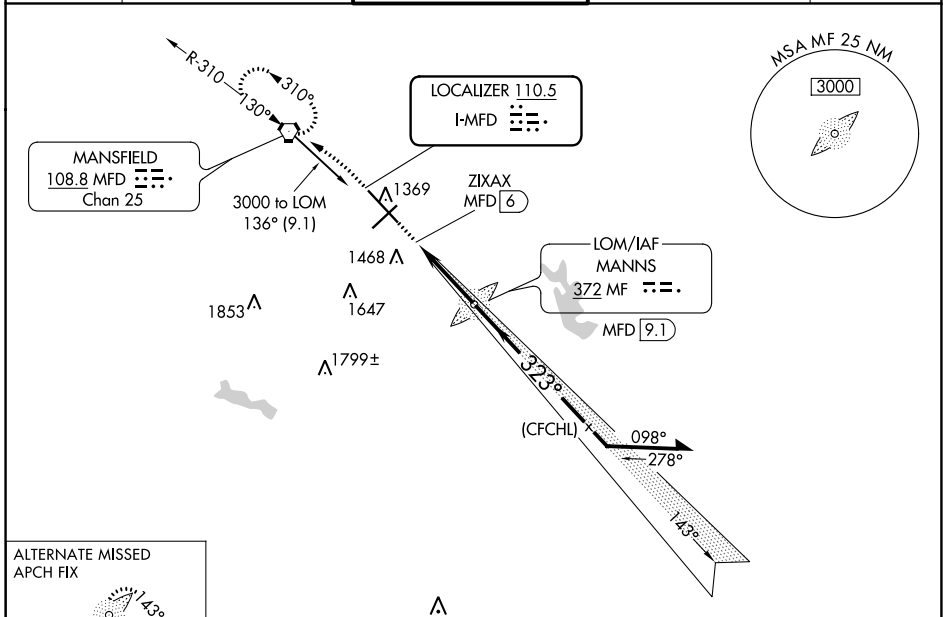 R-310
130°
310°
LOCALIZER 110.5
I-MFD
MSA MF 25 NM
3000
MANSFIELD
108.8 MFD
Chan 25
3000 to LOM
136° (9.1)
1369
ZIXAX
MFD 6
1468
LOM/IAF
MANNS
372 MF
MFD 9.1
1853
1647
1799±
323°
(CFCHL)
098°
278°
143°
ALTERNATE MISSED
APCH FIX
143°